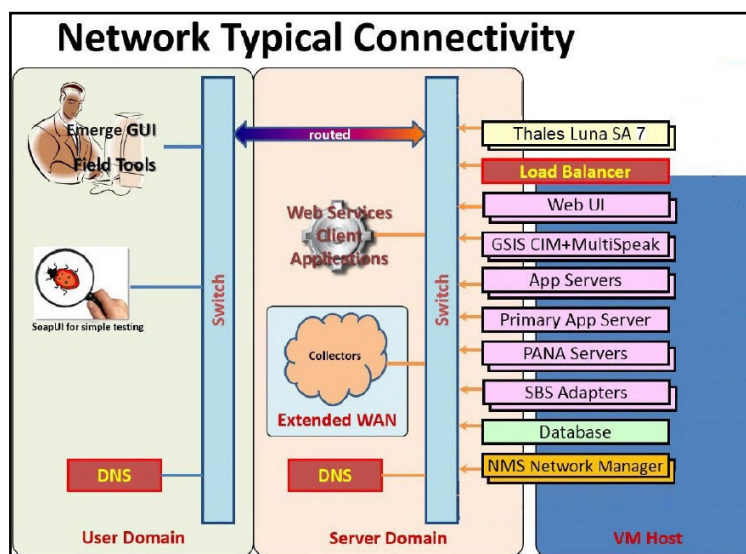 Network Typical Connectivity
Emerge GUI
Field Tools
SoapUI for simple testing
DNS
User Domain
Switch
routed
Web Services
Client
Applications
Collectors
Extended WAN
DNS
Server Domain
Switch
Thales Luna SA 7
Load Balancer
Web UI
GSIS CIM+MultiSpeak
App Servers
Primary App Server
PANA Servers
SBS Adapters
Database
NMS Network Manager
VM Host